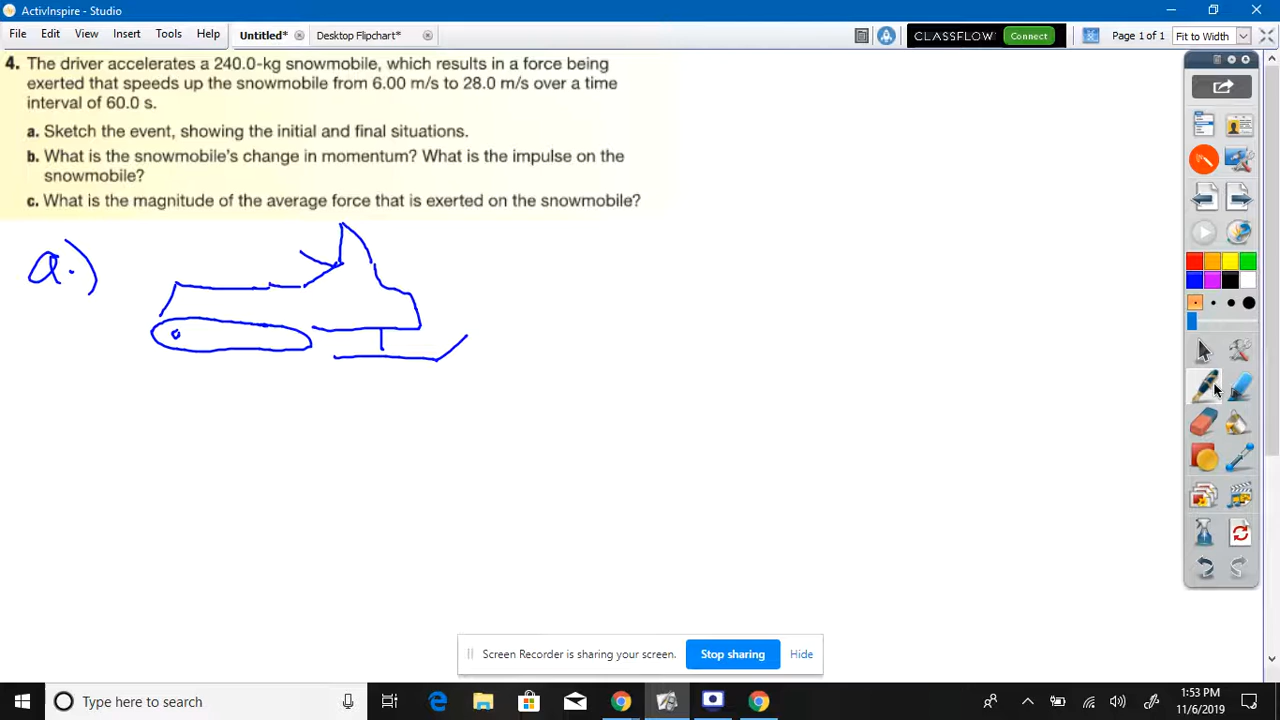 ActivInspire - Studio
File Edit View Insert Tools Help Untitled* Desktop Flipchart* CLASSFLOW Connect Page 1 of 1 Fit to Width
4. The driver accelerates a 240.0-kg snowmobile, which results in a force being
exerted that speeds up the snowmobile from 6.00 m/s to 28.0 m/s over a time
interval of 60.0 s.
a. Sketch the event, showing the initial and final situations.
b. What is the snowmobile's change in momentum? What is the impulse on the
snowmobile?
c. What is the magnitude of the average force that is exerted on the snowmobile?
a.)
Screen Recorder is sharing your screen. Stop sharing Hide
Type here to search
1:53 PM
11/6/2019